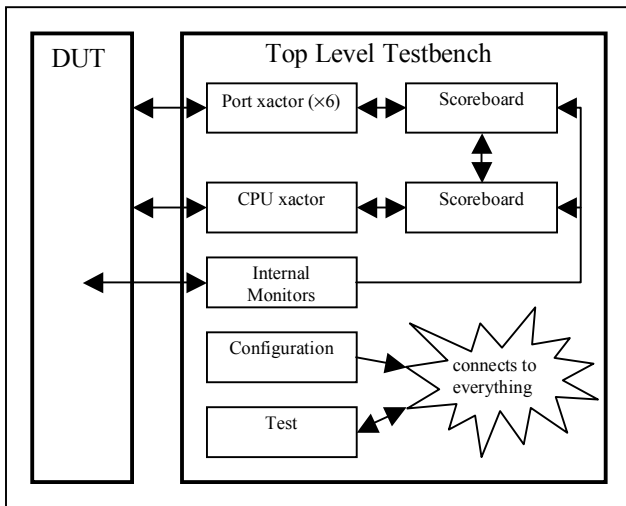 DUT
Top Level Testbench
Port xactor (×6)
Scoreboard
CPU xactor
Scoreboard
Internal
Monitors
Configuration
connects to
everything
Test